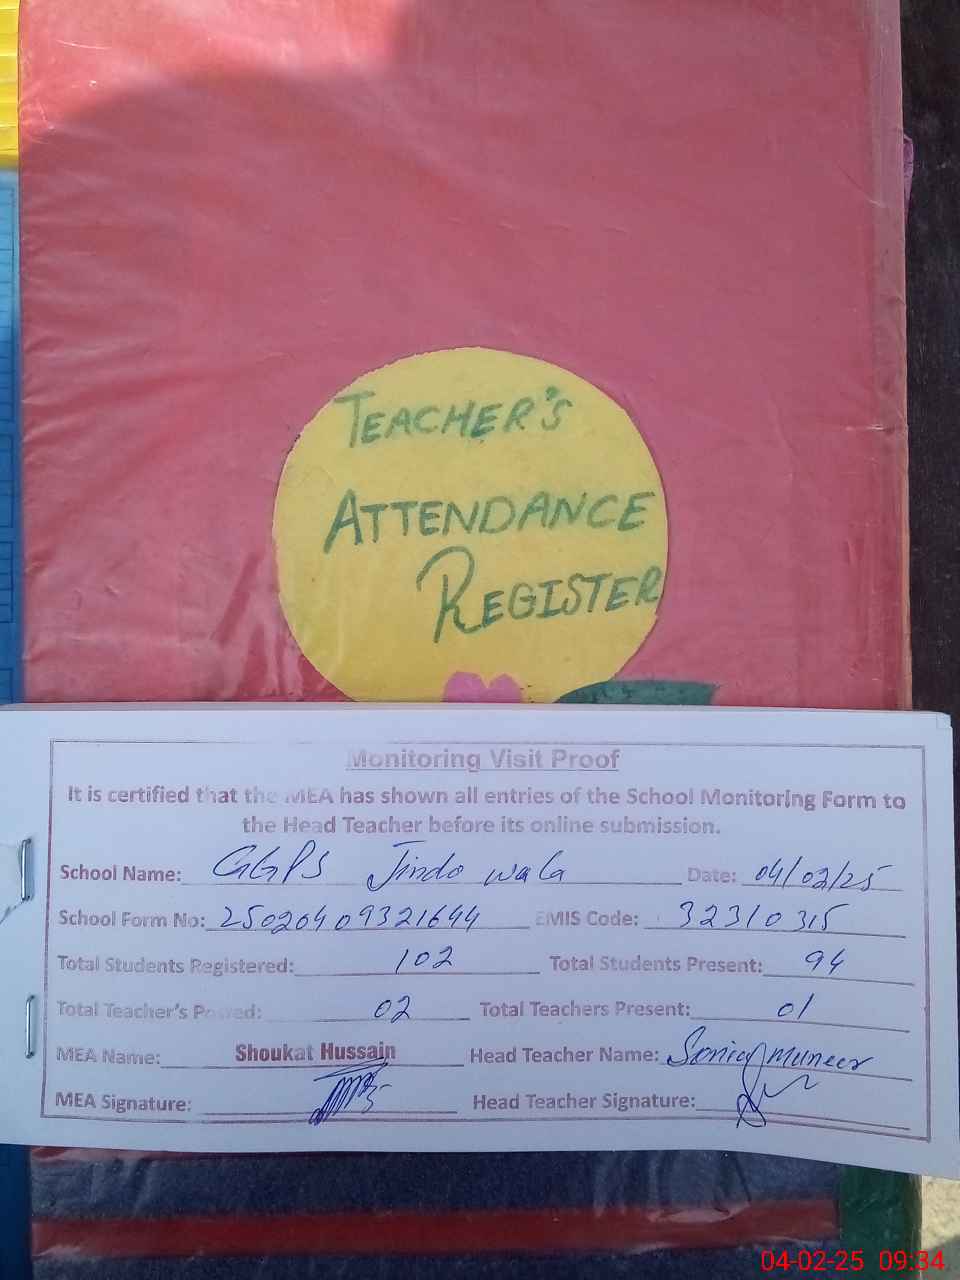 TEACHER'S
ATTENDANCE
REGISTER
Monitoring Visit Proof
It is certified that the MEA has shown all entries of the School Monitoring Form to
the Head Teacher before its online submission.
School Name: GGPS Jindo wala Date: 04/02/25
School Form No: 25020409321644 EMIS Code: 32310315
Total Students Registered: 102 Total Students Present: 94
Total Teacher's Posted: 02 Total Teachers Present: 01
MEA Name: Shoukat Hussain Head Teacher Name: Sonia Muneer
MEA Signature: Head Teacher Signature:
04-02-25 09:34